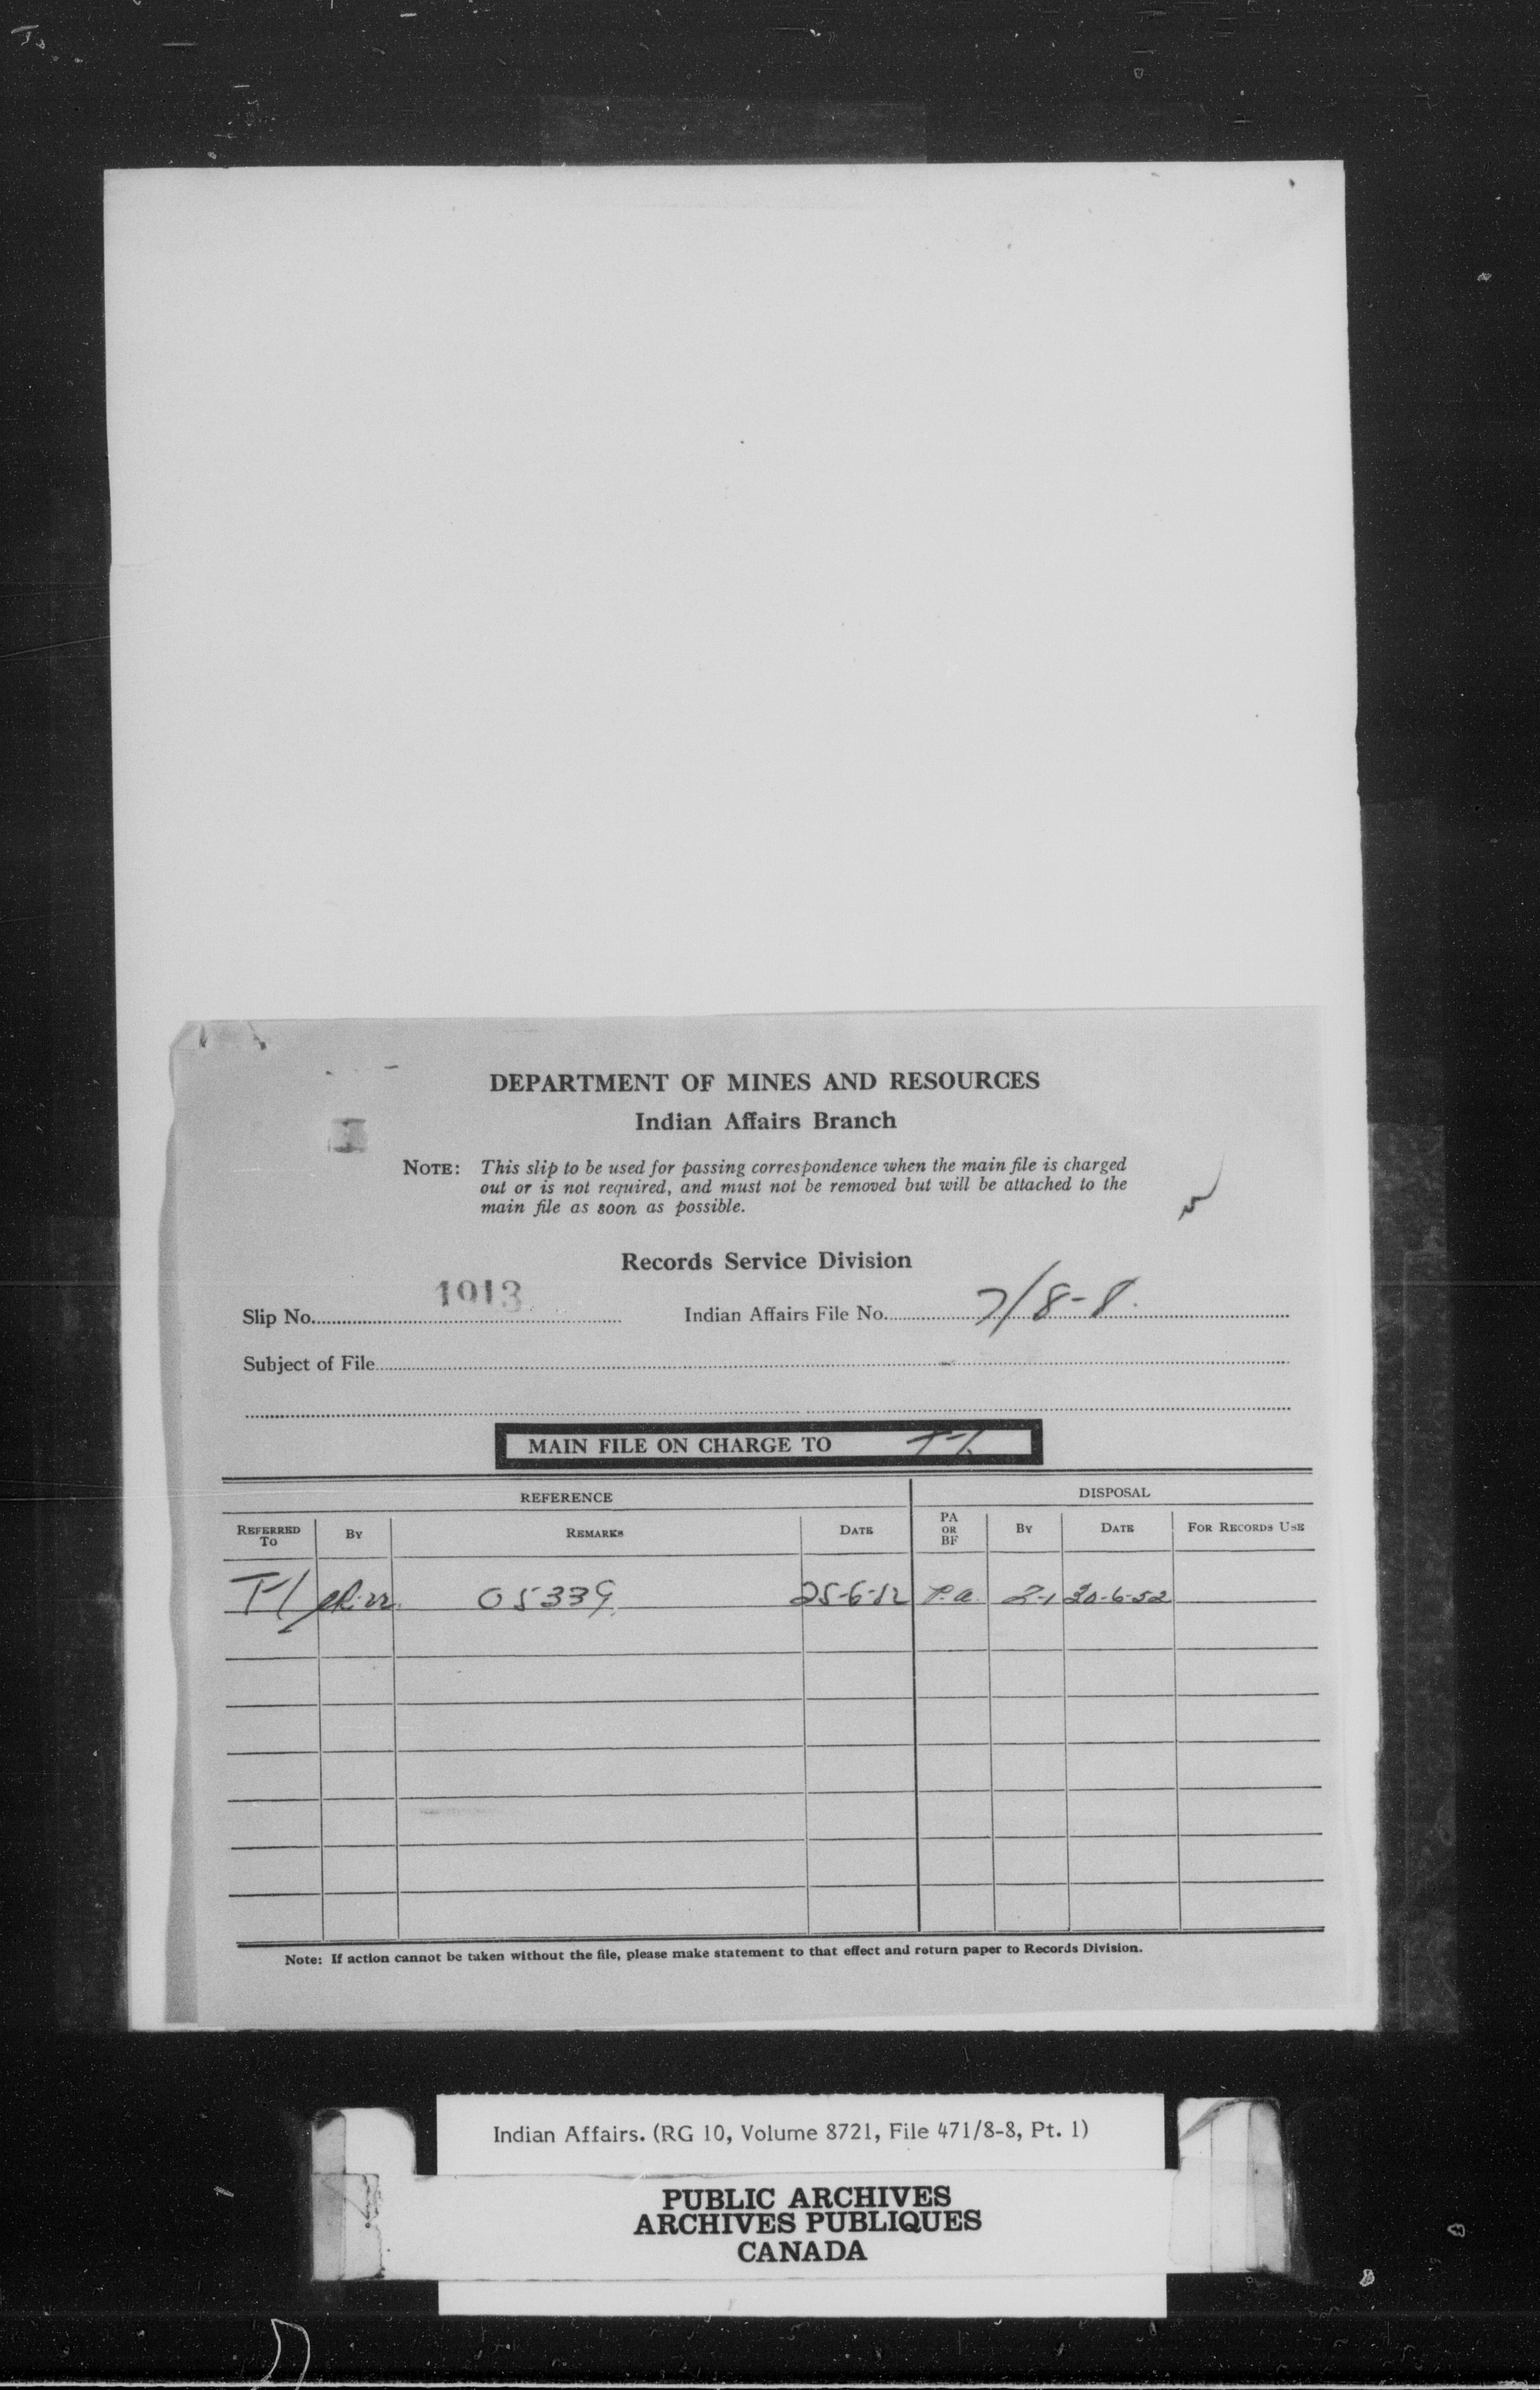 DEPARTMENT OF MINES AND RESOURCES
Indian Affairs Branch
NOTE: This slip to be used for passing correspondence when the main file is charged
out or is not required, and must not be removed but will be attached to the
main file as soon as possible.
Records Service Division
Slip No. 1013 Indian Affairs File No. 7/8-8.
Subject of File
MAIN FILE ON CHARGE TO
REFERENCE DISPOSAL
REFERRED TO BY REMARKS DATE PA OR BF BY DATE FOR RECORDS USE
05339 25-6-52 P.a. 2-1 30-6-52
Note: If action cannot be taken without the file, please make statement to that effect and return paper to Records Division.
Indian Affairs. (RG 10, Volume 8721, File 471/8-8, Pt. 1)
PUBLIC ARCHIVES
ARCHIVES PUBLIQUES
CANADA